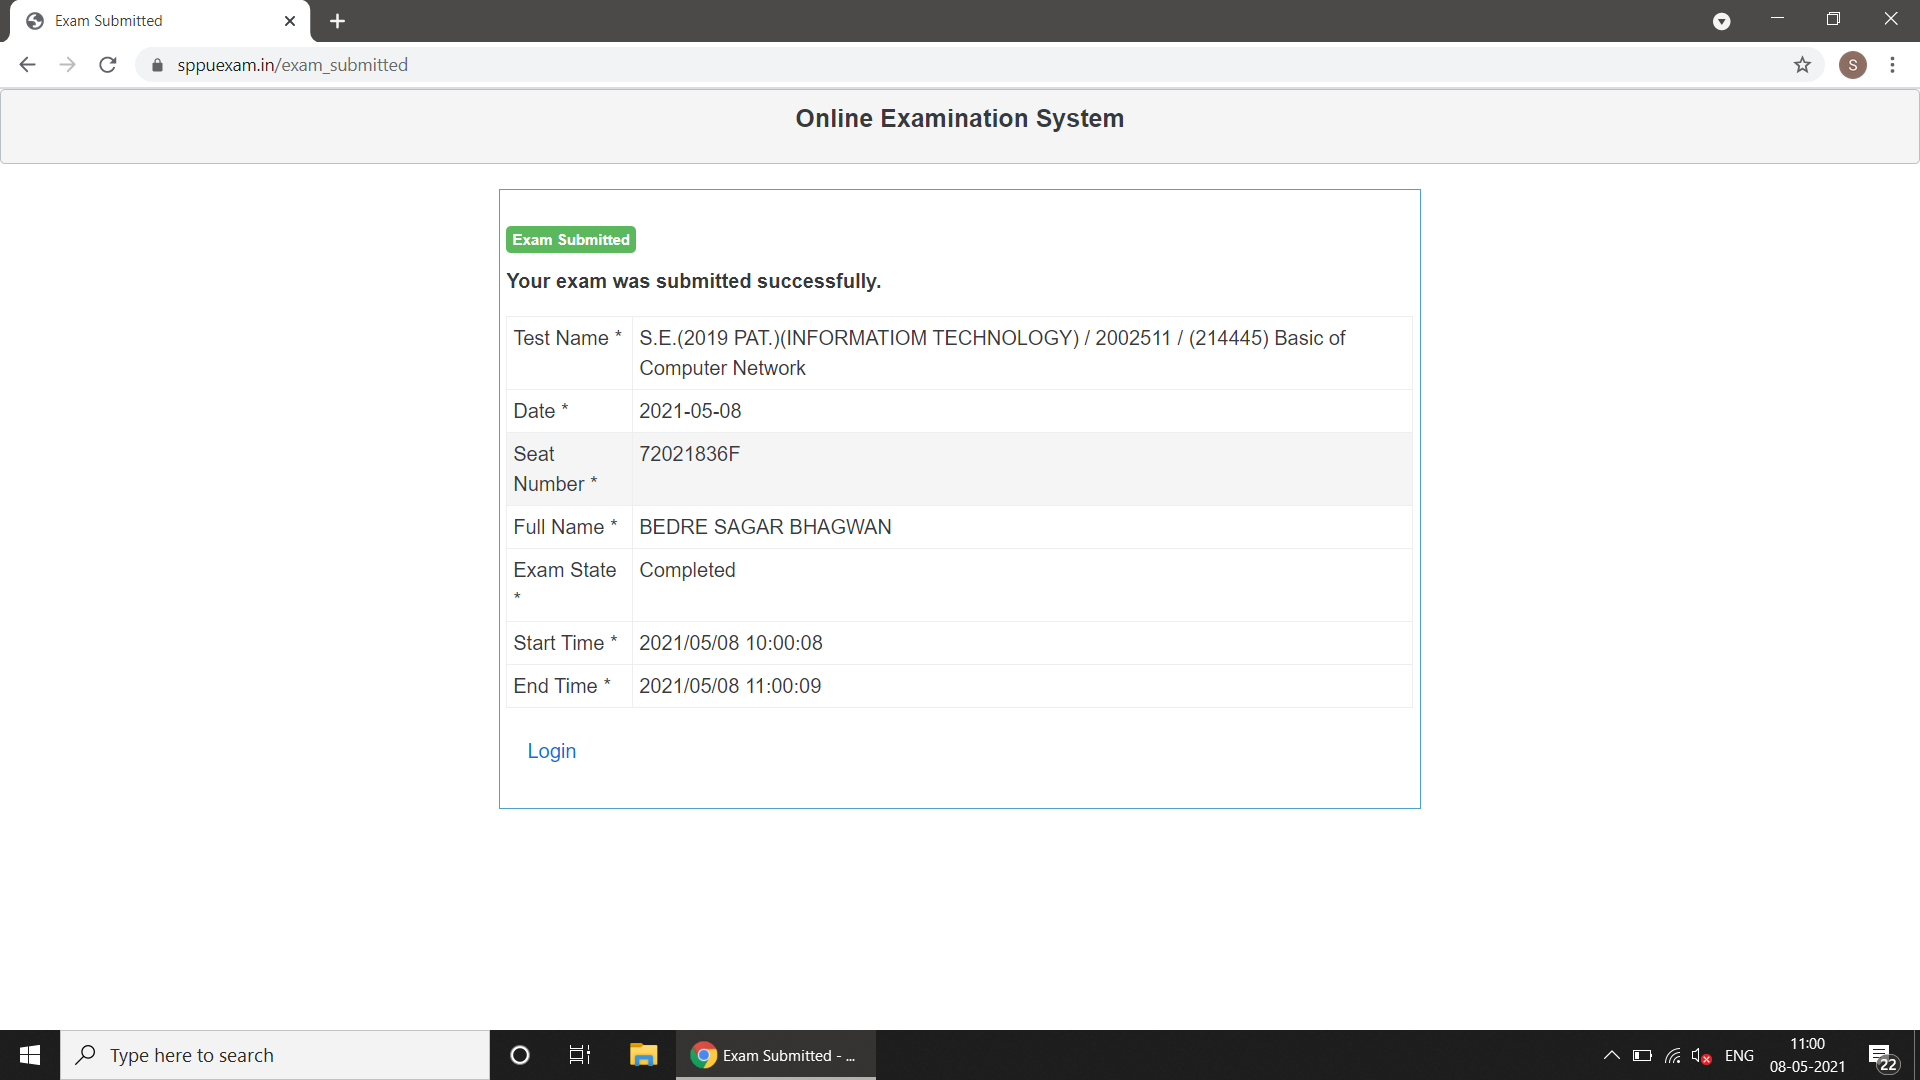 Exam Submitted
sppuexam.in/exam_submitted
S
Online Examination System
Exam Submitted
Your exam was submitted successfully.
Test Name * S.E.(2019 PAT.)(INFORMATIOM TECHNOLOGY) / 2002511 / (214445) Basic of
Computer Network
Date * 2021-05-08
Seat 72021836F
Number *
Full Name * BEDRE SAGAR BHAGWAN
Exam State Completed
*
Start Time * 2021/05/08 10:00:08
End Time * 2021/05/08 11:00:09
Login
Type here to search
Exam Submitted - ...
ENG
11:00
08-05-2021
22